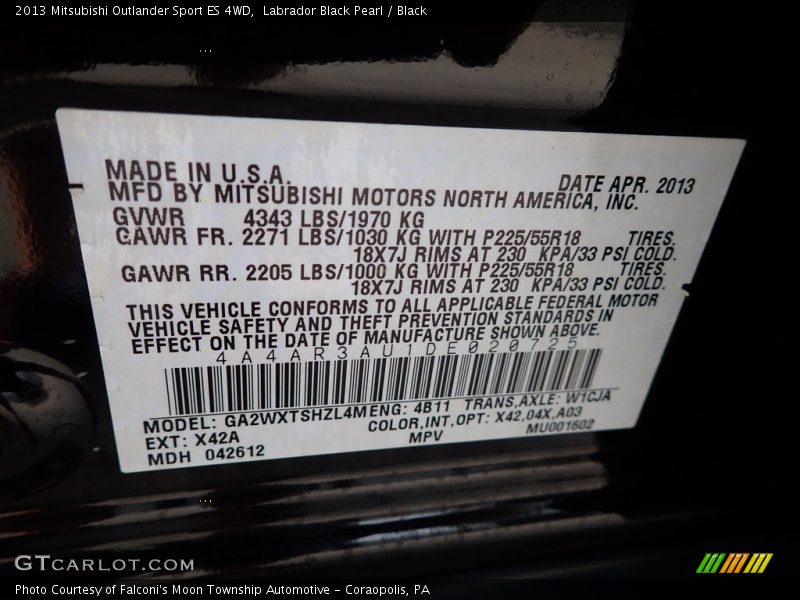 2013 Mitsubishi Outlander Sport ES 4WD,  Labrador Black Pearl / Black
MADE IN U.S.A. DATE APR. 2013
MFD BY MITSUBISHI MOTORS NORTH AMERICA, INC.
GVWR 4343 LBS/1970 KG
GAWR FR. 2271 LBS/1030 KG WITH P225/55R18 TIRES.
18X7J RIMS AT 230 KPA/33 PSI COLD.
GAWR RR. 2205 LBS/1000 KG WITH P225/55R18 TIRES.
18X7J RIMS AT 230 KPA/33 PSI COLD.
THIS VEHICLE CONFORMS TO ALL APPLICABLE FEDERAL MOTOR
VEHICLE SAFETY AND THEFT PREVENTION STANDARDS IN
EFFECT ON THE DATE OF MANUFACTURE SHOWN ABOVE.
4A4AR3AU1DE020725
MODEL: GA2WXTSHZL4M ENG: 4B11 TRANS,AXLE: W1CJA
EXT: X42A COLOR,INT,OPT: X42,04X,A03
MDH 042612 MPV MU001602
GTCARLOT.COM
Photo Courtesy of Falconi's Moon Township Automotive - Coraopolis, PA